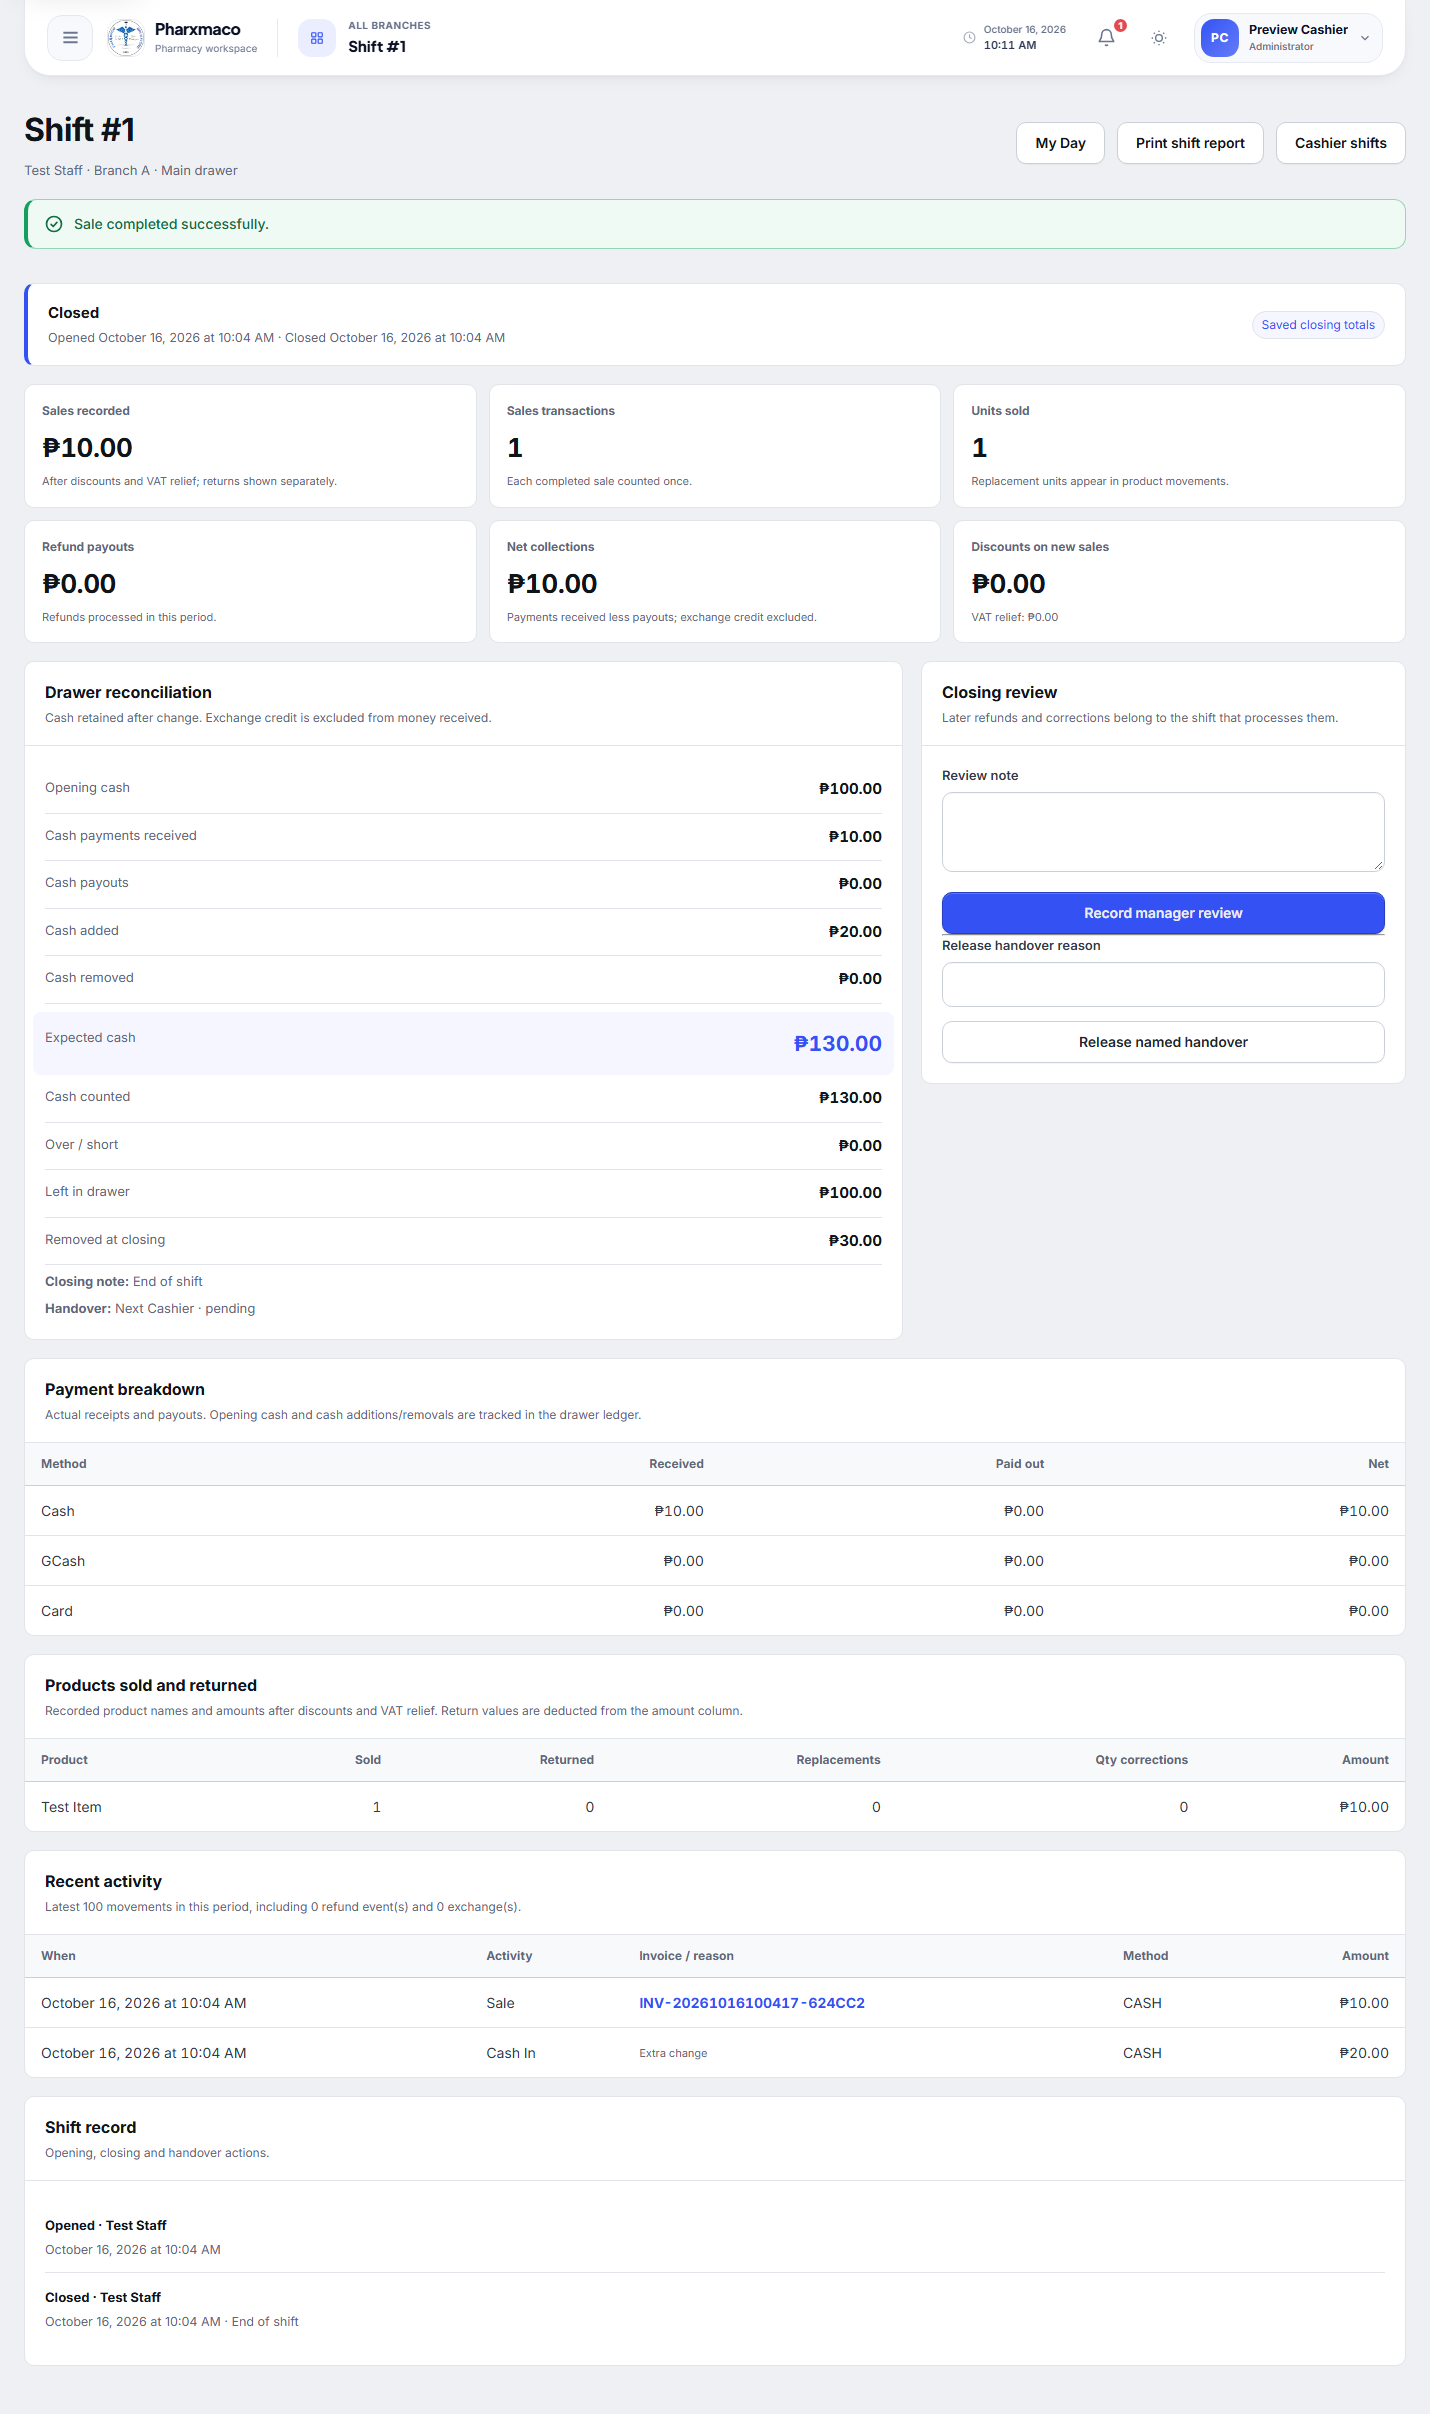 Pharxmaco
Pharmacy workspace
ALL BRANCHES
Shift #1
October 16, 2026
10:11 AM
1
PC
Preview Cashier
Administrator
Shift #1
Test Staff · Branch A · Main drawer
My Day
Print shift report
Cashier shifts
Sale completed successfully.
Closed
Opened October 16, 2026 at 10:04 AM · Closed October 16, 2026 at 10:04 AM
Saved closing totals
Sales recorded
₱10.00
After discounts and VAT relief; returns shown separately.
Sales transactions
1
Each completed sale counted once.
Units sold
1
Replacement units appear in product movements.
Refund payouts
₱0.00
Refunds processed in this period.
Net collections
₱10.00
Payments received less payouts; exchange credit excluded.
Discounts on new sales
₱0.00
VAT relief: ₱0.00
Drawer reconciliation
Cash retained after change. Exchange credit is excluded from money received.
Opening cash ₱100.00
Cash payments received ₱10.00
Cash payouts ₱0.00
Cash added ₱20.00
Cash removed ₱0.00
Expected cash ₱130.00
Cash counted ₱130.00
Over / short ₱0.00
Left in drawer ₱100.00
Removed at closing ₱30.00
Closing note: End of shift
Handover: Next Cashier · pending
Closing review
Later refunds and corrections belong to the shift that processes them.
Review note
Record manager review
Release handover reason
Release named handover
Payment breakdown
Actual receipts and payouts. Opening cash and cash additions/removals are tracked in the drawer ledger.
Method Received Paid out Net
Cash ₱10.00 ₱0.00 ₱10.00
GCash ₱0.00 ₱0.00 ₱0.00
Card ₱0.00 ₱0.00 ₱0.00
Products sold and returned
Recorded product names and amounts after discounts and VAT relief. Return values are deducted from the amount column.
Product Sold Returned Replacements Qty corrections Amount
Test Item 1 0 0 0 ₱10.00
Recent activity
Latest 100 movements in this period, including 0 refund event(s) and 0 exchange(s).
When Activity Invoice / reason Method Amount
October 16, 2026 at 10:04 AM Sale INV-20261016100417-624CC2 CASH ₱10.00
October 16, 2026 at 10:04 AM Cash In Extra change CASH ₱20.00
Shift record
Opening, closing and handover actions.
Opened · Test Staff
October 16, 2026 at 10:04 AM
Closed · Test Staff
October 16, 2026 at 10:04 AM · End of shift